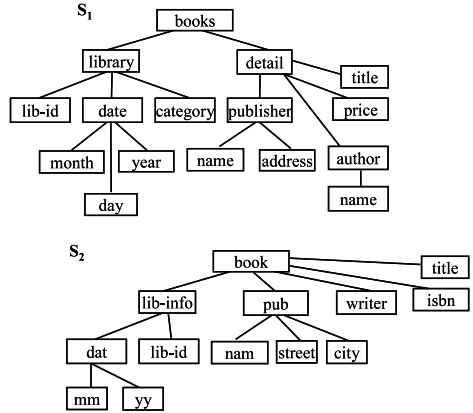 S1
books
library
detail
title
lib-id
date
category
publisher
price
month
year
name
address
author
day
name
S2
book
title
lib-info
pub
writer
isbn
dat
lib-id
nam
street
city
mm
yy